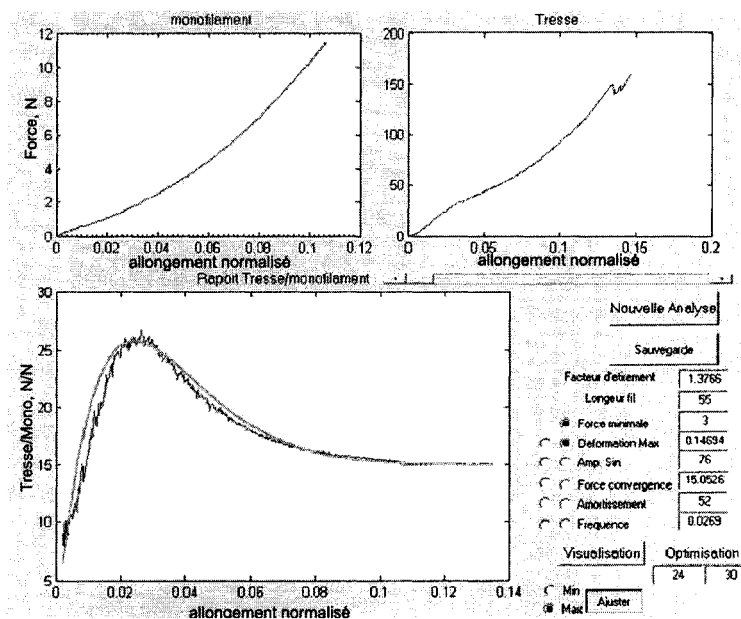 monofilament
Tresse
Force, N
12
10
8
6
4
2
0
0
0.02
0.04
0.06
0.08
0.10
0.12
allongement normalisé
200
150
100
50
0
0
0.05
0.1
0.15
0.2
allongement normalisé
Raport Tresse/monofilament
Tresse/Mono, N/N
30
25
20
15
10
5
0
0.02
0.04
0.06
0.08
0.1
0.12
0.14
allongement normalisé
Nouvelle Analyse
Sauvegarde
Facteur d'etirement 1.3766
Longeur fil 55
Force minimale 3
Deformation Max 0.14694
Amp. Sin 76
Force convergence 15.0526
Amortissement 52
Frequence 0.0269
Visualisation
Optimisation
24 30
Min
Max
Ajuster